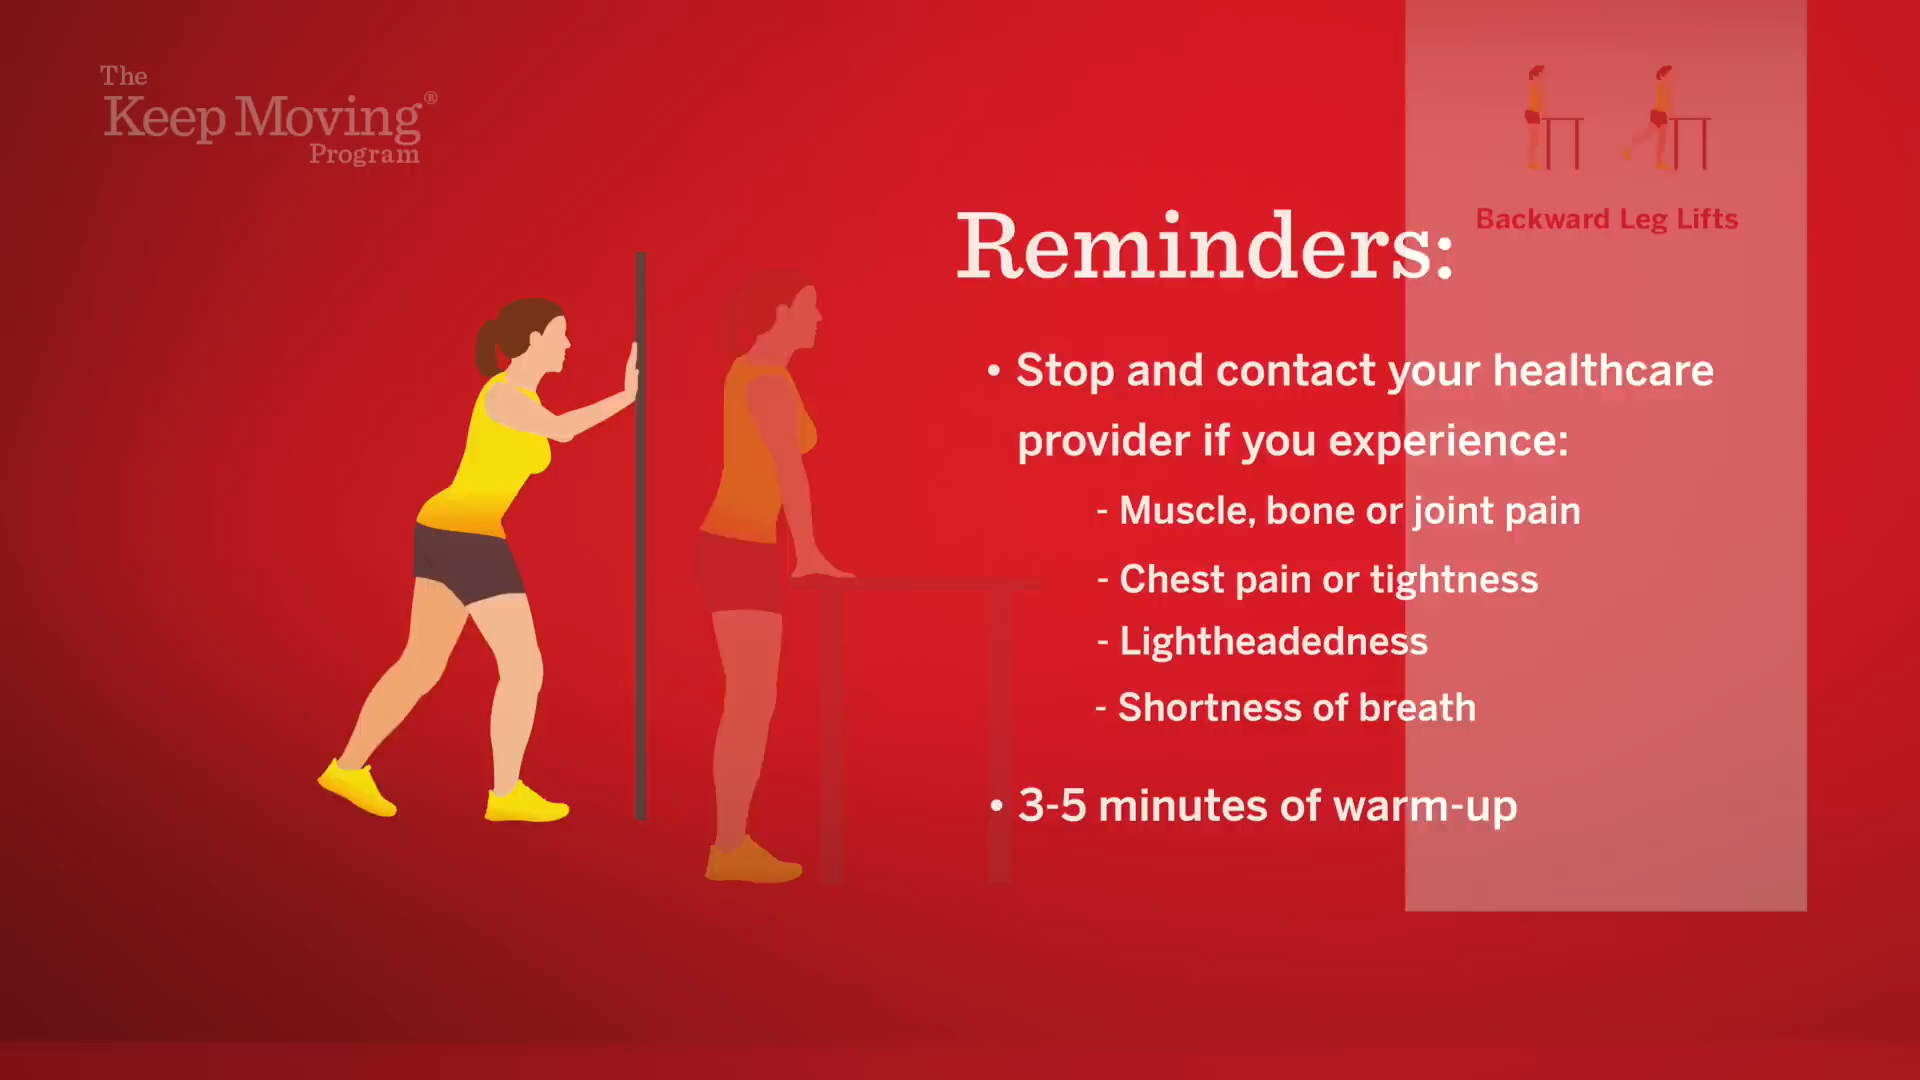 The
Keep Moving®
Program
Backward Leg Lifts
Reminders:
• Stop and contact your healthcare
provider if you experience:
- Muscle, bone or joint pain
- Chest pain or tightness
- Lightheadedness
- Shortness of breath
• 3-5 minutes of warm-up